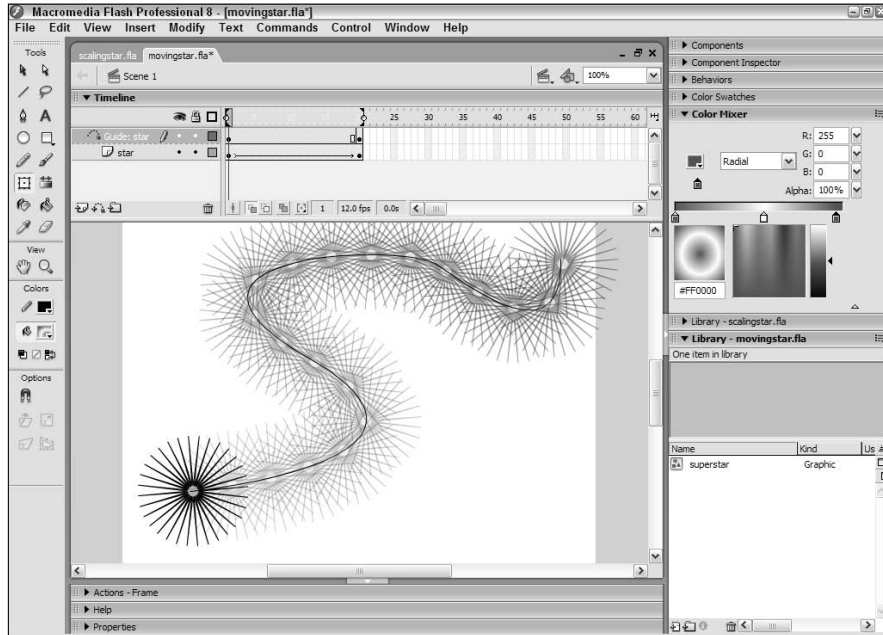 Macromedia Flash Professional 8 - [movingstar.fla*]
File Edit View Insert Modify Text Commands Control Window Help
Tools
View
Colors
Options
scalingstar.fla movingstar.fla*
Scene 1
100%
Timeline
25 30 35 40 45 50 55 60
Guide: star
star
1 12.0 fps 0.0s
Actions - Frame
Help
Properties
Components
Component Inspector
Behaviors
Color Swatches
Color Mixer
R: 255
Radial
G: 0
B: 0
Alpha: 100%
#FF0000
Library - scalingstar.fla
Library - movingstar.fla
One item in library
Name Kind Us
superstar Graphic